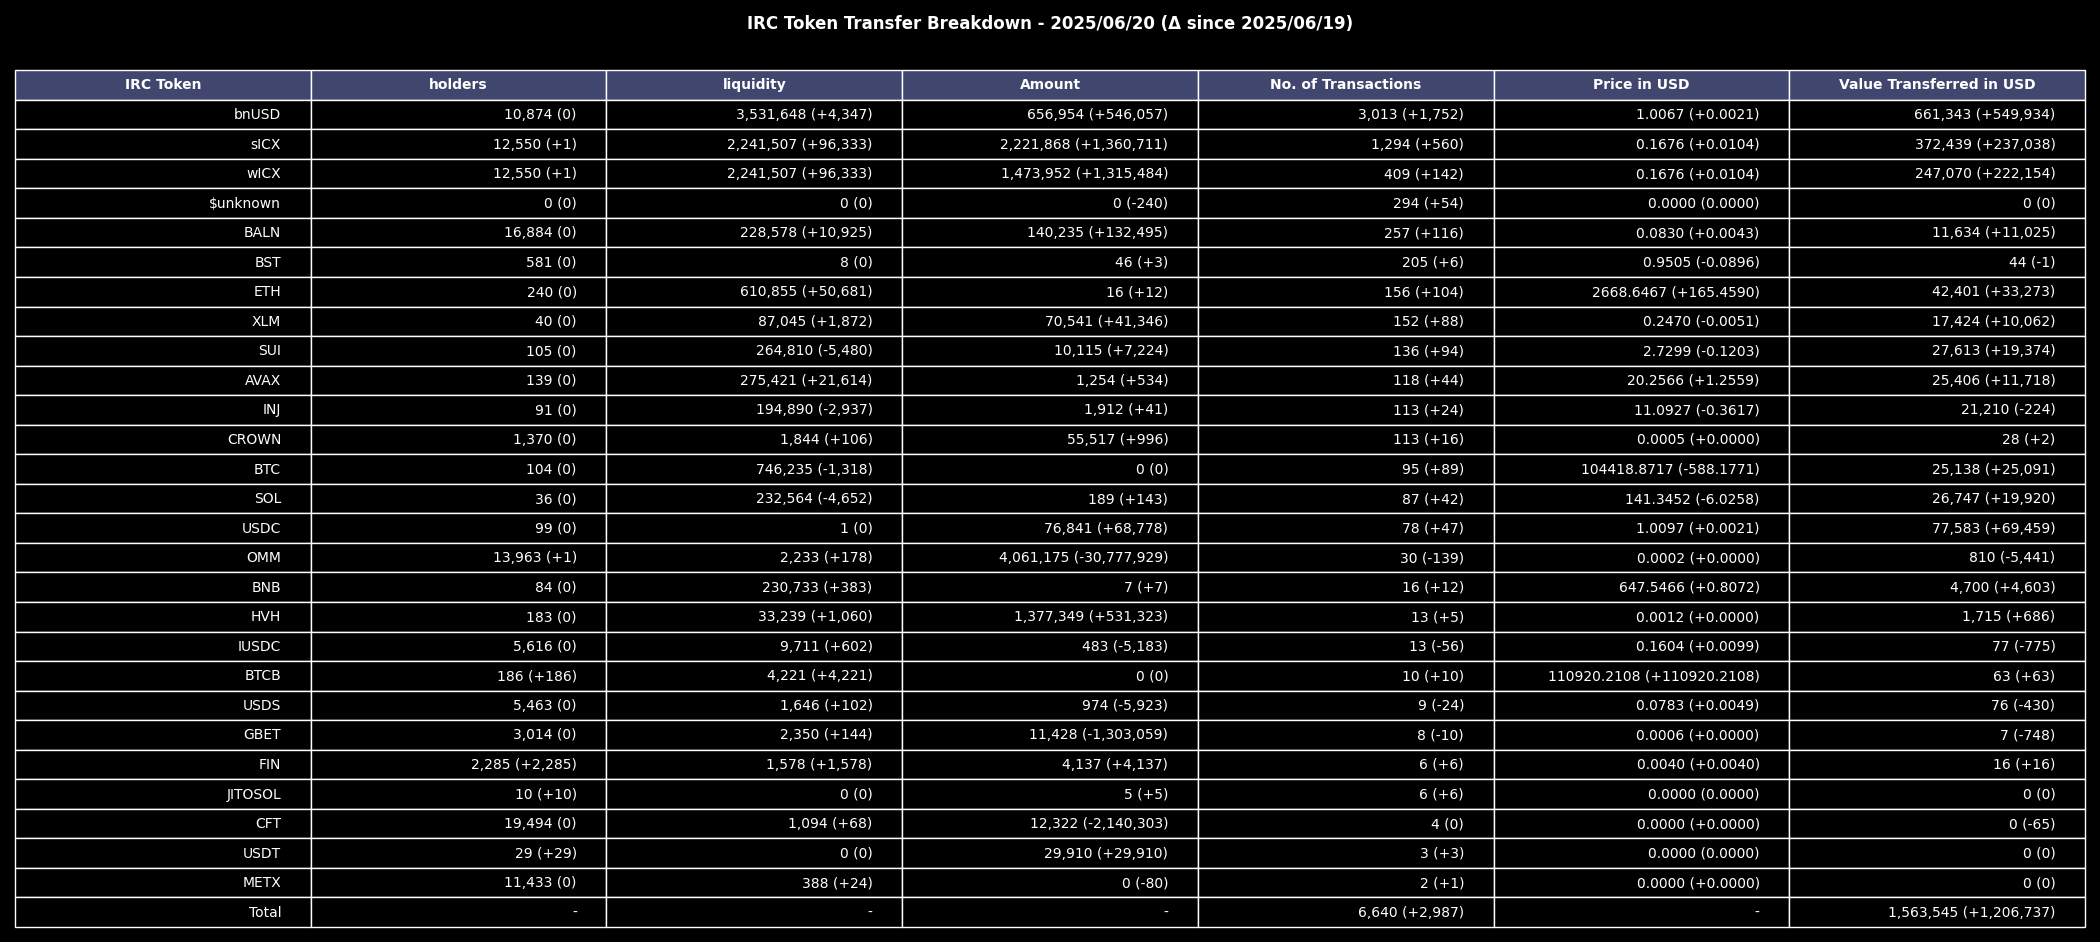 IRC Token Transfer Breakdown - 2025/06/20 (Δ since 2025/06/19)
IRC Token holders liquidity Amount No. of Transactions Price in USD Value Transferred in USD
bnUSD 10,874 (0) 3,531,648 (+4,347) 656,954 (+546,057) 3,013 (+1,752) 1.0067 (+0.0021) 661,343 (+549,934)
sICX 12,550 (+1) 2,241,507 (+96,333) 2,221,868 (+1,360,711) 1,294 (+560) 0.1676 (+0.0104) 372,439 (+237,038)
wICX 12,550 (+1) 2,241,507 (+96,333) 1,473,952 (+1,315,484) 409 (+142) 0.1676 (+0.0104) 247,070 (+222,154)
$unknown 0 (0) 0 (0) 0 (-240) 294 (+54) 0.0000 (0.0000) 0 (0)
BALN 16,884 (0) 228,578 (+10,925) 140,235 (+132,495) 257 (+116) 0.0830 (+0.0043) 11,634 (+11,025)
BST 581 (0) 8 (0) 46 (+3) 205 (+6) 0.9505 (-0.0896) 44 (-1)
ETH 240 (0) 610,855 (+50,681) 16 (+12) 156 (+104) 2668.6467 (+165.4590) 42,401 (+33,273)
XLM 40 (0) 87,045 (+1,872) 70,541 (+41,346) 152 (+88) 0.2470 (-0.0051) 17,424 (+10,062)
SUI 105 (0) 264,810 (-5,480) 10,115 (+7,224) 136 (+94) 2.7299 (-0.1203) 27,613 (+19,374)
AVAX 139 (0) 275,421 (+21,614) 1,254 (+534) 118 (+44) 20.2566 (+1.2559) 25,406 (+11,718)
INJ 91 (0) 194,890 (-2,937) 1,912 (+41) 113 (+24) 11.0927 (-0.3617) 21,210 (-224)
CROWN 1,370 (0) 1,844 (+106) 55,517 (+996) 113 (+16) 0.0005 (+0.0000) 28 (+2)
BTC 104 (0) 746,235 (-1,318) 0 (0) 95 (+89) 104418.8717 (-588.1771) 25,138 (+25,091)
SOL 36 (0) 232,564 (-4,652) 189 (+143) 87 (+42) 141.3452 (-6.0258) 26,747 (+19,920)
USDC 99 (0) 1 (0) 76,841 (+68,778) 78 (+47) 1.0097 (+0.0021) 77,583 (+69,459)
OMM 13,963 (+1) 2,233 (+178) 4,061,175 (-30,777,929) 30 (-139) 0.0002 (+0.0000) 810 (-5,441)
BNB 84 (0) 230,733 (+383) 7 (+7) 16 (+12) 647.5466 (+0.8072) 4,700 (+4,603)
HVH 183 (0) 33,239 (+1,060) 1,377,349 (+531,323) 13 (+5) 0.0012 (+0.0000) 1,715 (+686)
IUSDC 5,616 (0) 9,711 (+602) 483 (-5,183) 13 (-56) 0.1604 (+0.0099) 77 (-775)
BTCB 186 (+186) 4,221 (+4,221) 0 (0) 10 (+10) 110920.2108 (+110920.2108) 63 (+63)
USDS 5,463 (0) 1,646 (+102) 974 (-5,923) 9 (-24) 0.0783 (+0.0049) 76 (-430)
GBET 3,014 (0) 2,350 (+144) 11,428 (-1,303,059) 8 (-10) 0.0006 (+0.0000) 7 (-748)
FIN 2,285 (+2,285) 1,578 (+1,578) 4,137 (+4,137) 6 (+6) 0.0040 (+0.0040) 16 (+16)
JITOSOL 10 (+10) 0 (0) 5 (+5) 6 (+6) 0.0000 (0.0000) 0 (0)
CFT 19,494 (0) 1,094 (+68) 12,322 (-2,140,303) 4 (0) 0.0000 (+0.0000) 0 (-65)
USDT 29 (+29) 0 (0) 29,910 (+29,910) 3 (+3) 0.0000 (0.0000) 0 (0)
METX 11,433 (0) 388 (+24) 0 (-80) 2 (+1) 0.0000 (+0.0000) 0 (0)
Total - - - 6,640 (+2,987) - 1,563,545 (+1,206,737)